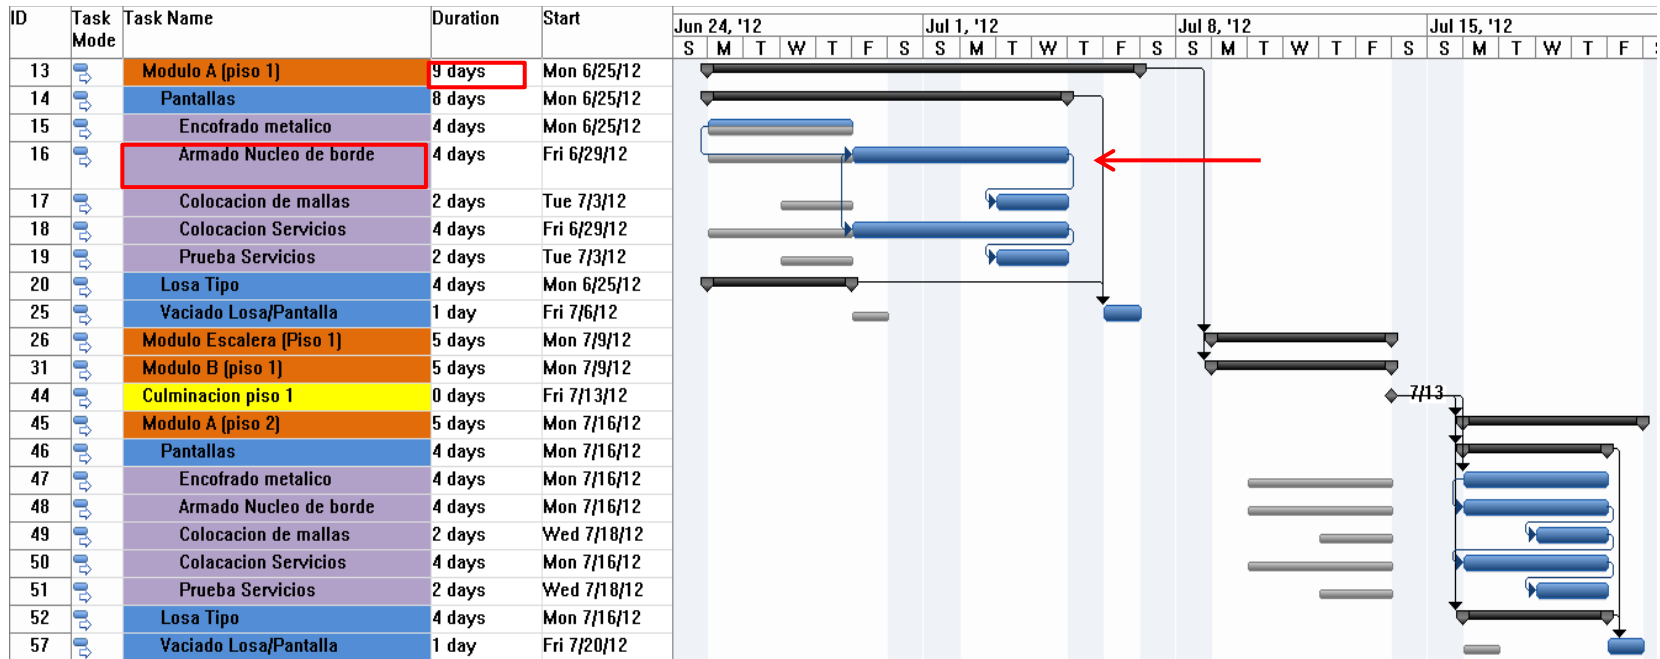 ID Task Mode Task Name Duration Start
Jun 24, '12 Jul 1, '12 Jul 8, '12 Jul 15, '12
S M T W T F S S M T W T F S S M T W T F S S M T W T F S
13 Modulo A (piso 1) 9 days Mon 6/25/12
14 Pantallas 8 days Mon 6/25/12
15 Encofrado metalico 4 days Mon 6/25/12
16 Armado Nucleo de borde 4 days Fri 6/29/12
17 Colocacion de mallas 2 days Tue 7/3/12
18 Colocacion Servicios 4 days Fri 6/29/12
19 Prueba Servicios 2 days Tue 7/3/12
20 Losa Tipo 4 days Mon 6/25/12
25 Vaciado Losa/Pantalla 1 day Fri 7/6/12
26 Modulo Escalera (Piso 1) 5 days Mon 7/9/12
31 Modulo B (piso 1) 5 days Mon 7/9/12
44 Culminacion piso 1 0 days Fri 7/13/12 7/13
45 Modulo A (piso 2) 5 days Mon 7/16/12
46 Pantallas 4 days Mon 7/16/12
47 Encofrado metalico 4 days Mon 7/16/12
48 Armado Nucleo de borde 4 days Mon 7/16/12
49 Colocacion de mallas 2 days Wed 7/18/12
50 Colacacion Servicios 4 days Mon 7/16/12
51 Prueba Servicios 2 days Wed 7/18/12
52 Losa Tipo 4 days Mon 7/16/12
57 Vaciado Losa/Pantalla 1 day Fri 7/20/12